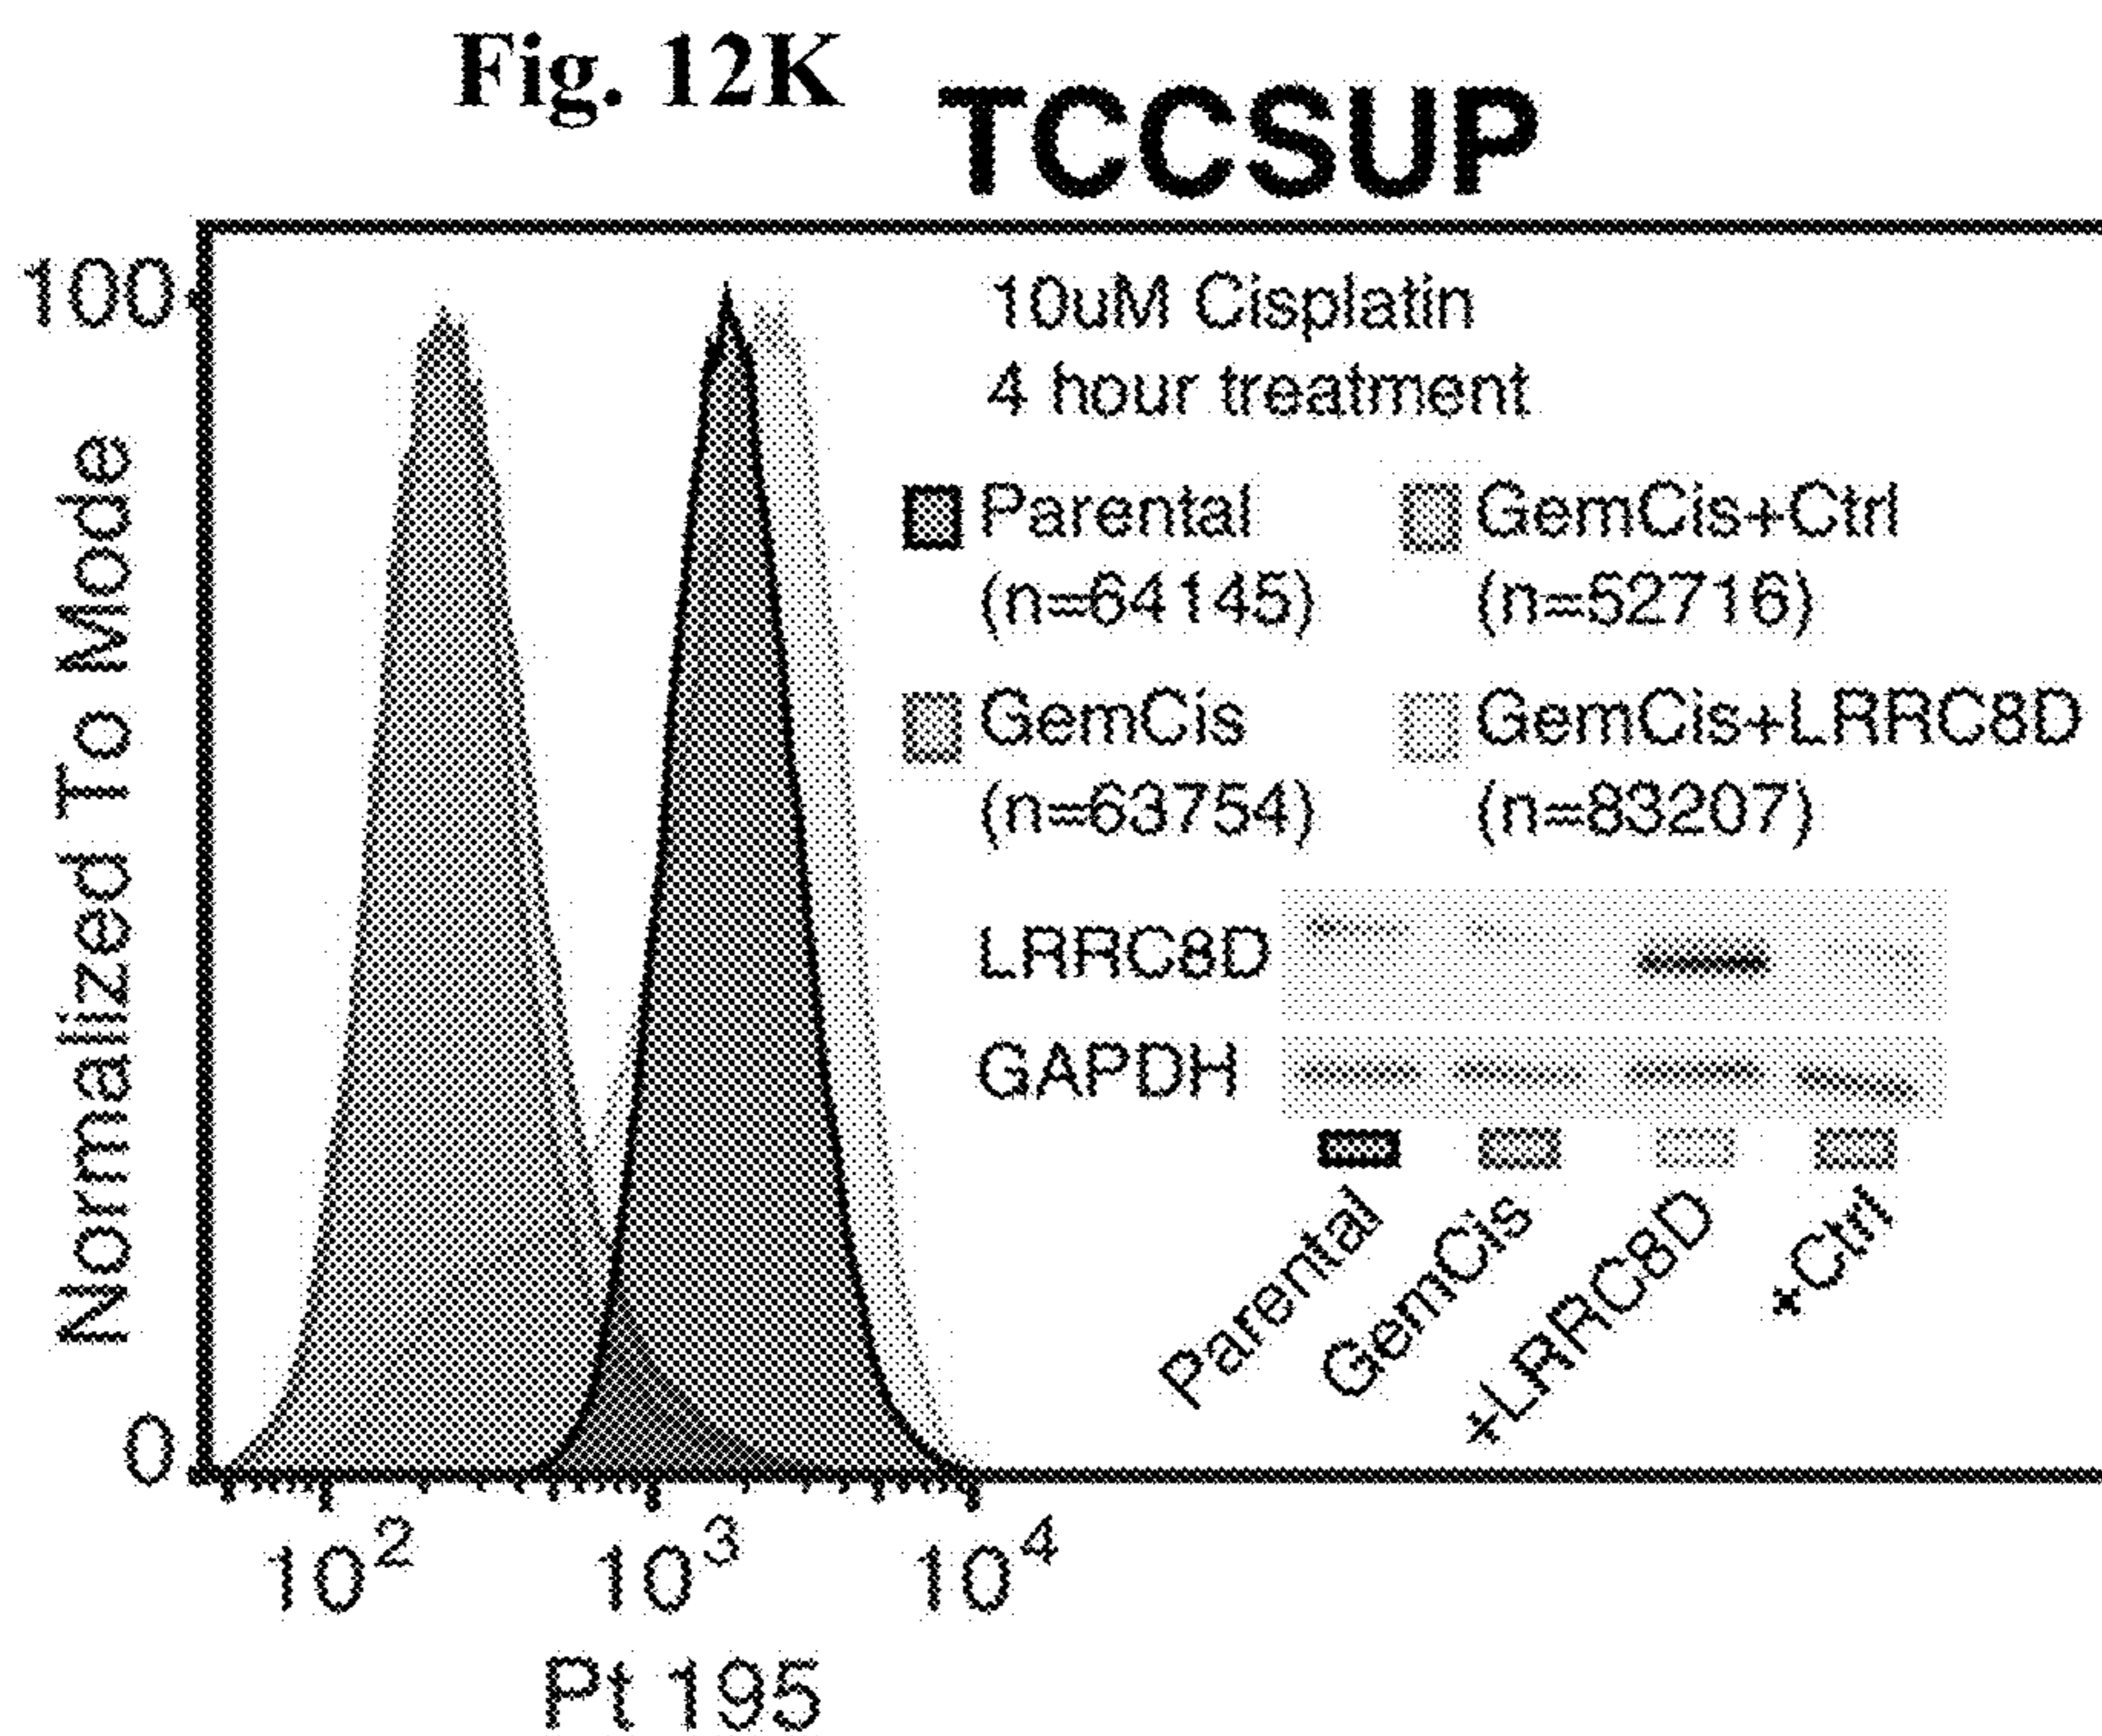 Fig. 12K
TCCSUP
100
0
Normalized To Mode
10uM Cisplatin
4 hour treatment
Parental
(n=64145)
GemCis+Ctrl
(n=52716)
GemCis
(n=63754)
GemCis+LRRC8D
(n=83207)
LRRC8D
GAPDH
Parental
GemCis
+LRRC8D
+Ctrl
10^2
10^3
10^4
Pt 195